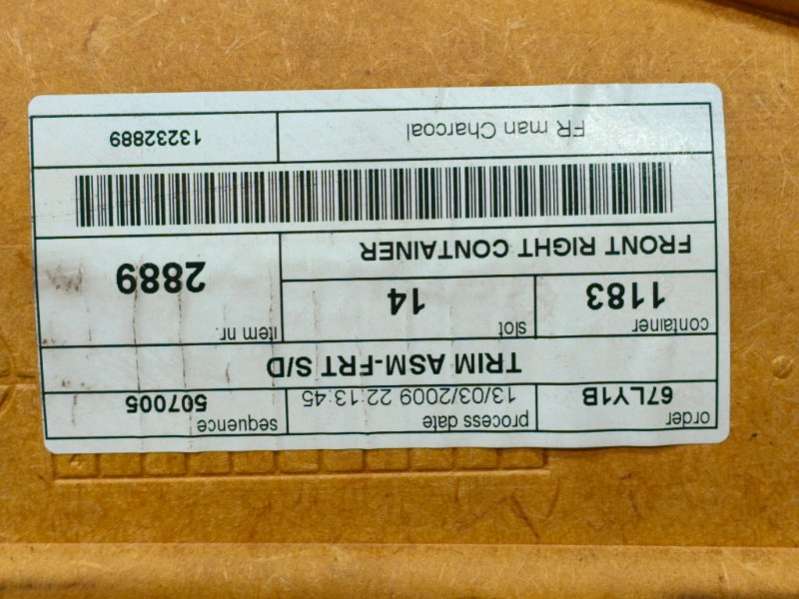 order process date sequence
67LY1B 13/03/2009 22:13:45 507005
TRIM ASM-FRT S/D
container slot item nr.
1183 14 2889
FRONT RIGHT CONTAINER
FR man Charcoal 13232889